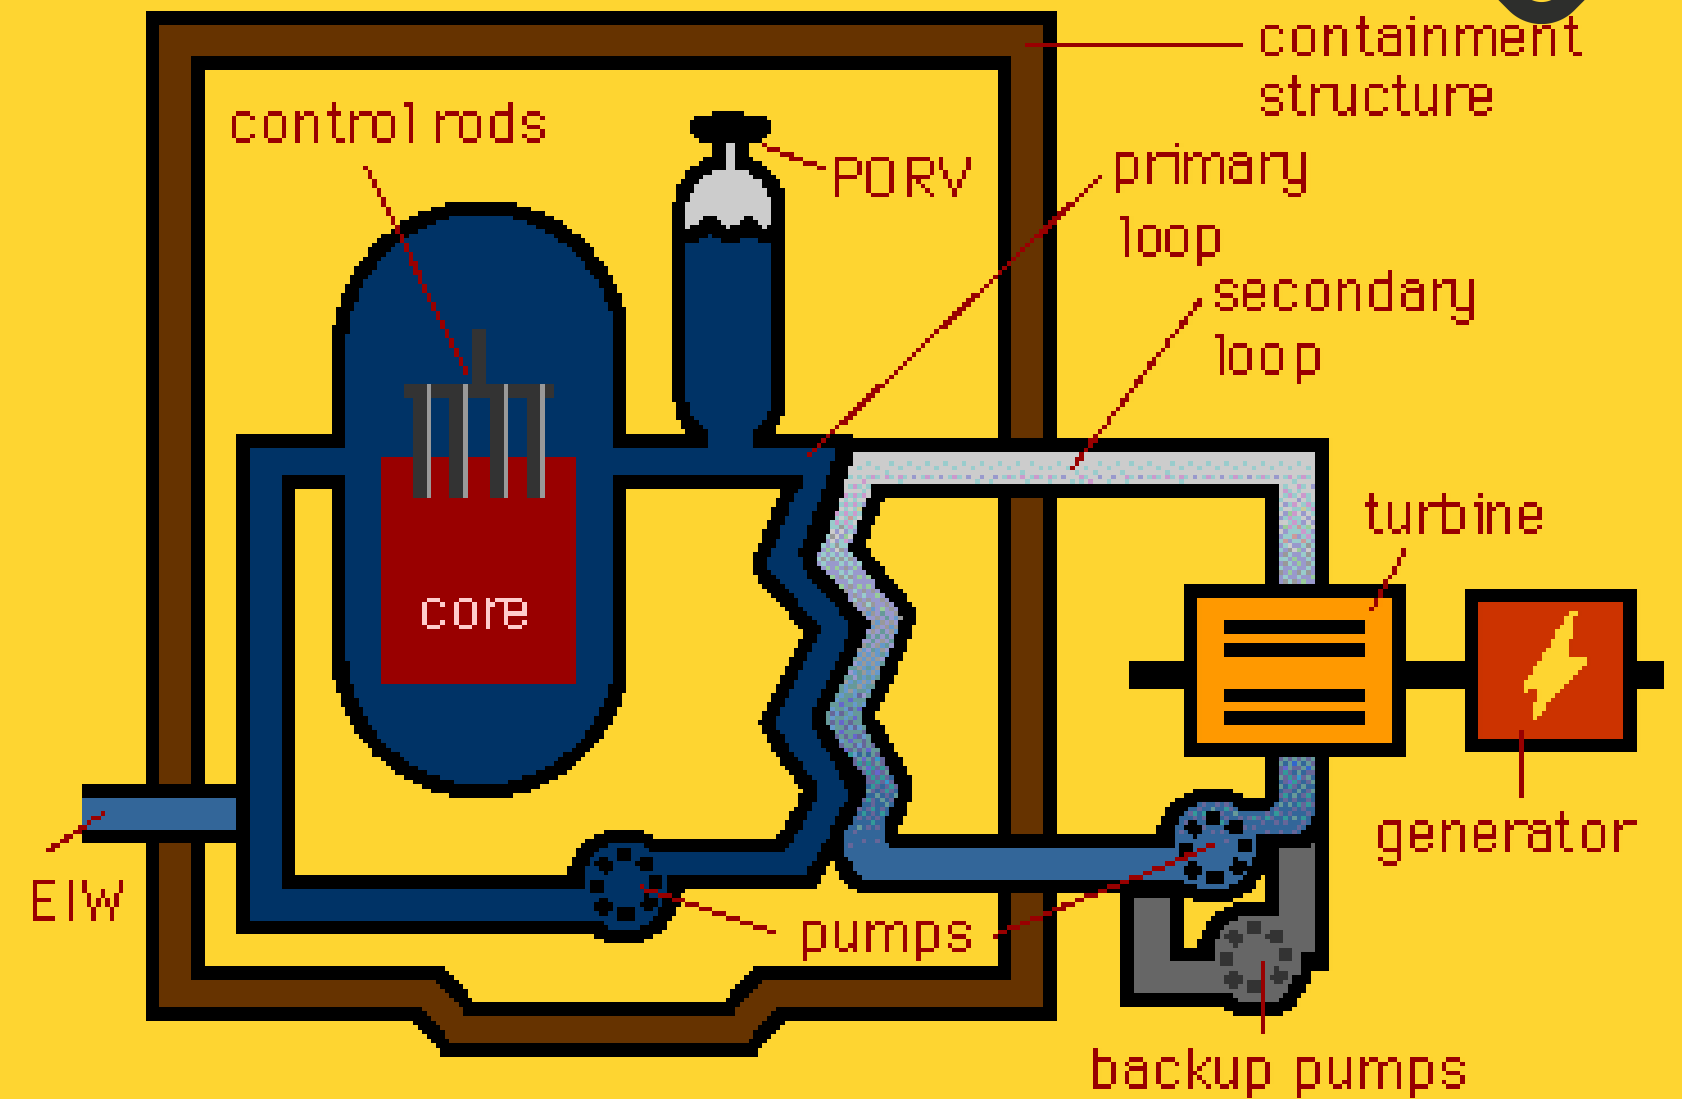 containment
structure
control rods
PORV
primary
loop
secondary
loop
turbine
core
generator
EIW
pumps
backup pumps